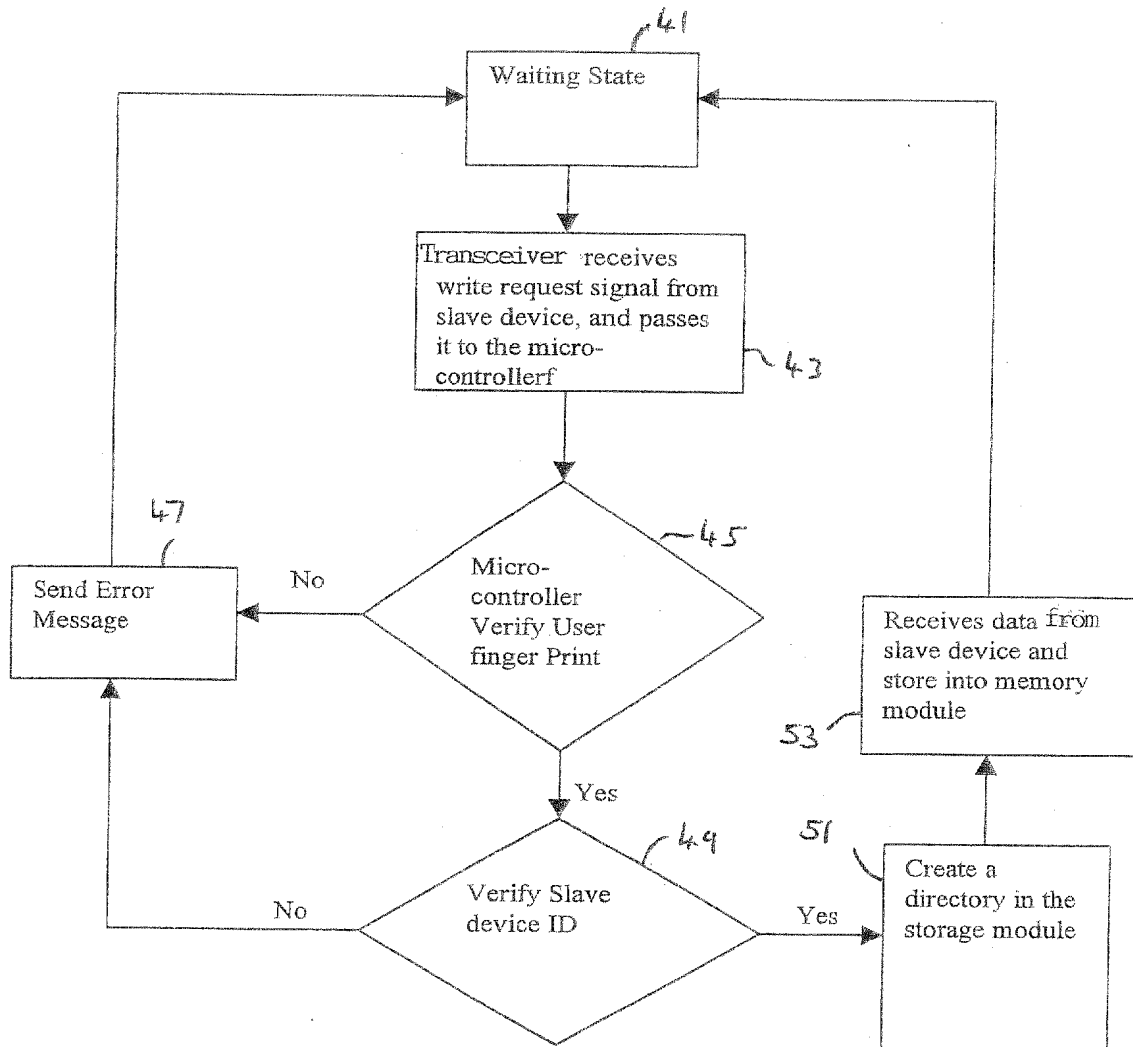 41
Waiting State
Transceiver receives
write request signal from
slave device, and passes
it to the micro-
controllerf
43
45
Micro-
controller
Verify User
finger Print
No
47
Send Error
Message
Yes
49
Verify Slave
device ID
No
Yes
51
Create a
directory in the
storage module
53
Receives data from
slave device and
store into memory
module